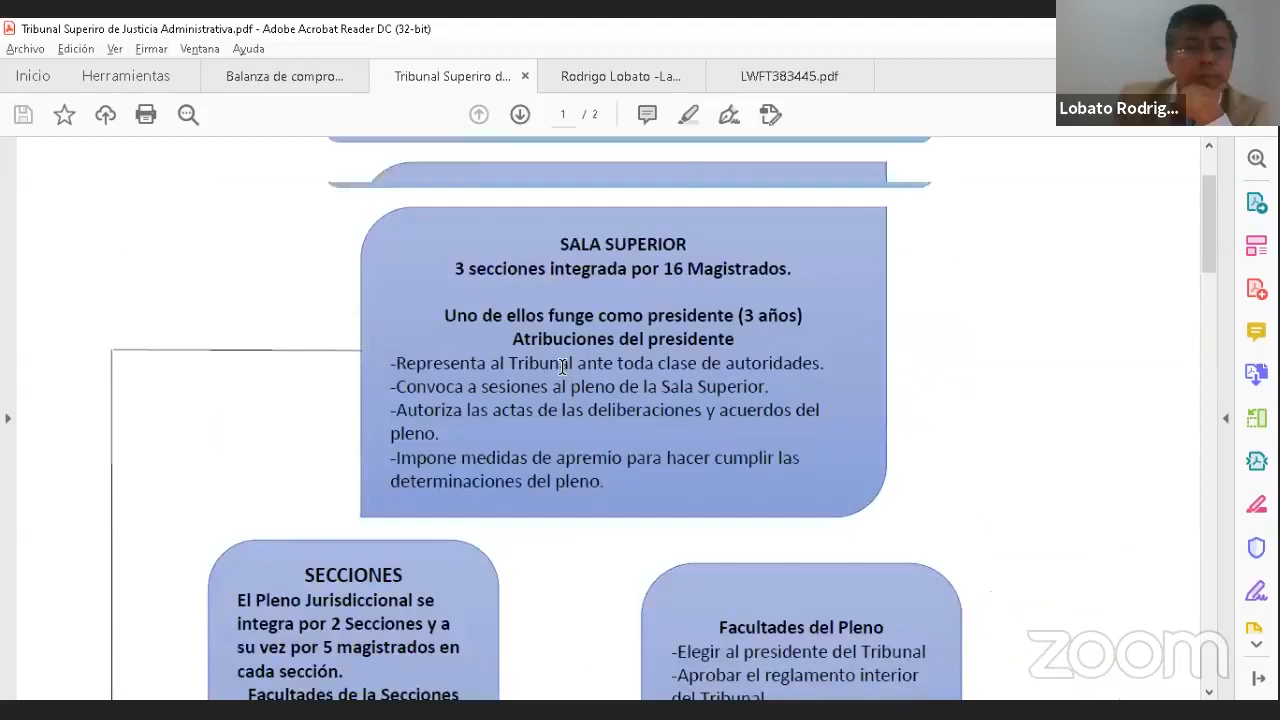 Tribunal Superiro de Justicia Administrativa.pdf - Adobe Acrobat Reader DC (32-bit)
Archivo Edición Ver Firmar Ventana Ayuda
Inicio Herramientas Balanza de compro... Tribunal Superiro d... × Rodrigo Lobato -La... LWFT383445.pdf
1 / 2
Lobato Rodrig...
SALA SUPERIOR
3 secciones integrada por 16 Magistrados.
Uno de ellos funge como presidente (3 años)
Atribuciones del presidente
-Representa al Tribunal ante toda clase de autoridades.
-Convoca a sesiones al pleno de la Sala Superior.
-Autoriza las actas de las deliberaciones y acuerdos del
pleno.
-Impone medidas de apremio para hacer cumplir las
determinaciones del pleno.
SECCIONES
El Pleno Jurisdiccional se
integra por 2 Secciones y a
su vez por 5 magistrados en
cada sección.
Facultades de la Secciones
Facultades del Pleno
-Elegir al presidente del Tribunal
-Aprobar el reglamento interior
del Tribunal
zoom